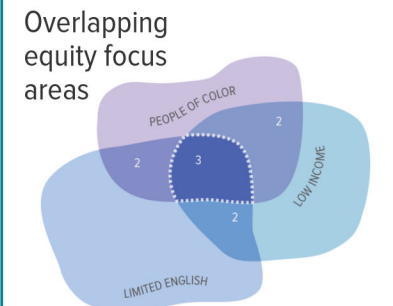 Overlapping
equity focus
areas
PEOPLE OF COLOR
2
2
3
LOW INCOME
2
LIMITED ENGLISH